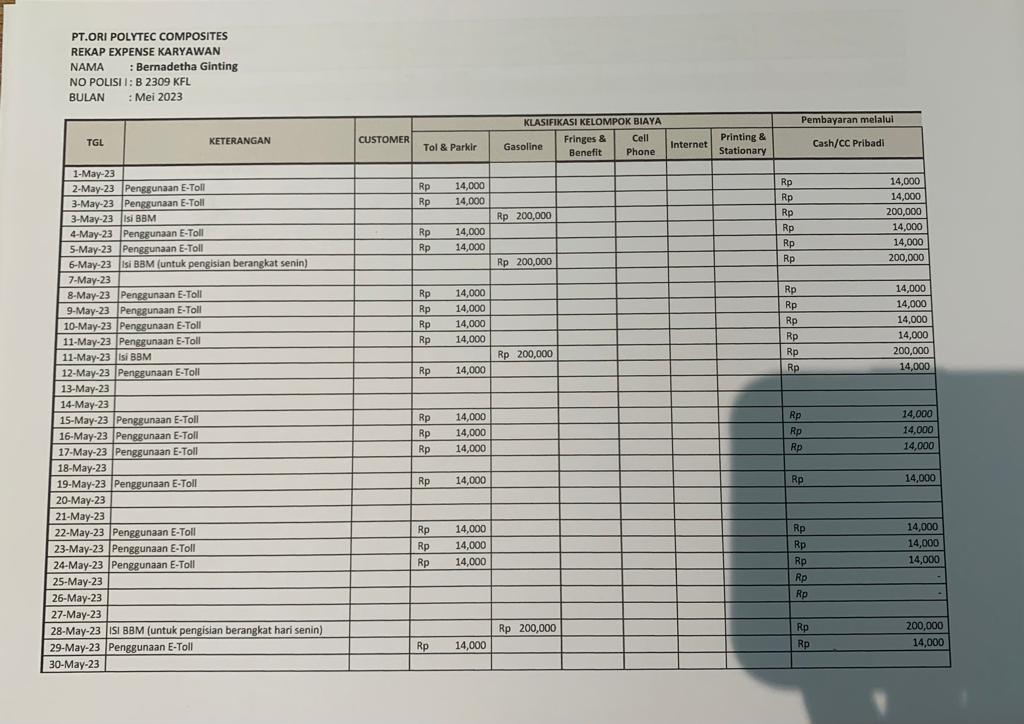 PT.ORI POLYTEC COMPOSITES
REKAP EXPENSE KARYAWAN
NAMA : Bernadetha Ginting
NO POLISI I : B 2309 KFL
BULAN : Mei 2023
KLASIFIKASI KELOMPOK BIAYA Pembayaran melalui
TGL KETERANGAN CUSTOMER Tol & Parkir Gasoline Fringes & Benefit Cell Phone Internet Printing & Stationary Cash/CC Pribadi
1-May-23
2-May-23 Penggunaan E-Toll Rp 14,000 Rp 14,000
3-May-23 Penggunaan E-Toll Rp 14,000 Rp 14,000
3-May-23 Isi BBM Rp 200,000 Rp 200,000
4-May-23 Penggunaan E-Toll Rp 14,000 Rp 14,000
5-May-23 Penggunaan E-Toll Rp 14,000 Rp 14,000
6-May-23 Isi BBM (untuk pengisian berangkat senin) Rp 200,000 Rp 200,000
7-May-23
8-May-23 Penggunaan E-Toll Rp 14,000 Rp 14,000
9-May-23 Penggunaan E-Toll Rp 14,000 Rp 14,000
10-May-23 Penggunaan E-Toll Rp 14,000 Rp 14,000
11-May-23 Penggunaan E-Toll Rp 14,000 Rp 14,000
11-May-23 Isi BBM Rp 200,000 Rp 200,000
12-May-23 Penggunaan E-Toll Rp 14,000 Rp 14,000
13-May-23
14-May-23
15-May-23 Penggunaan E-Toll Rp 14,000 Rp 14,000
16-May-23 Penggunaan E-Toll Rp 14,000 Rp 14,000
17-May-23 Penggunaan E-Toll Rp 14,000 Rp 14,000
18-May-23
19-May-23 Penggunaan E-Toll Rp 14,000 Rp 14,000
20-May-23
21-May-23
22-May-23 Penggunaan E-Toll Rp 14,000 Rp 14,000
23-May-23 Penggunaan E-Toll Rp 14,000 Rp 14,000
24-May-23 Penggunaan E-Toll Rp 14,000 Rp 14,000
25-May-23 Rp -
26-May-23 Rp -
27-May-23
28-May-23 ISI BBM (untuk pengisian berangkat hari senin) Rp 200,000 Rp 200,000
29-May-23 Penggunaan E-Toll Rp 14,000 Rp 14,000
30-May-23